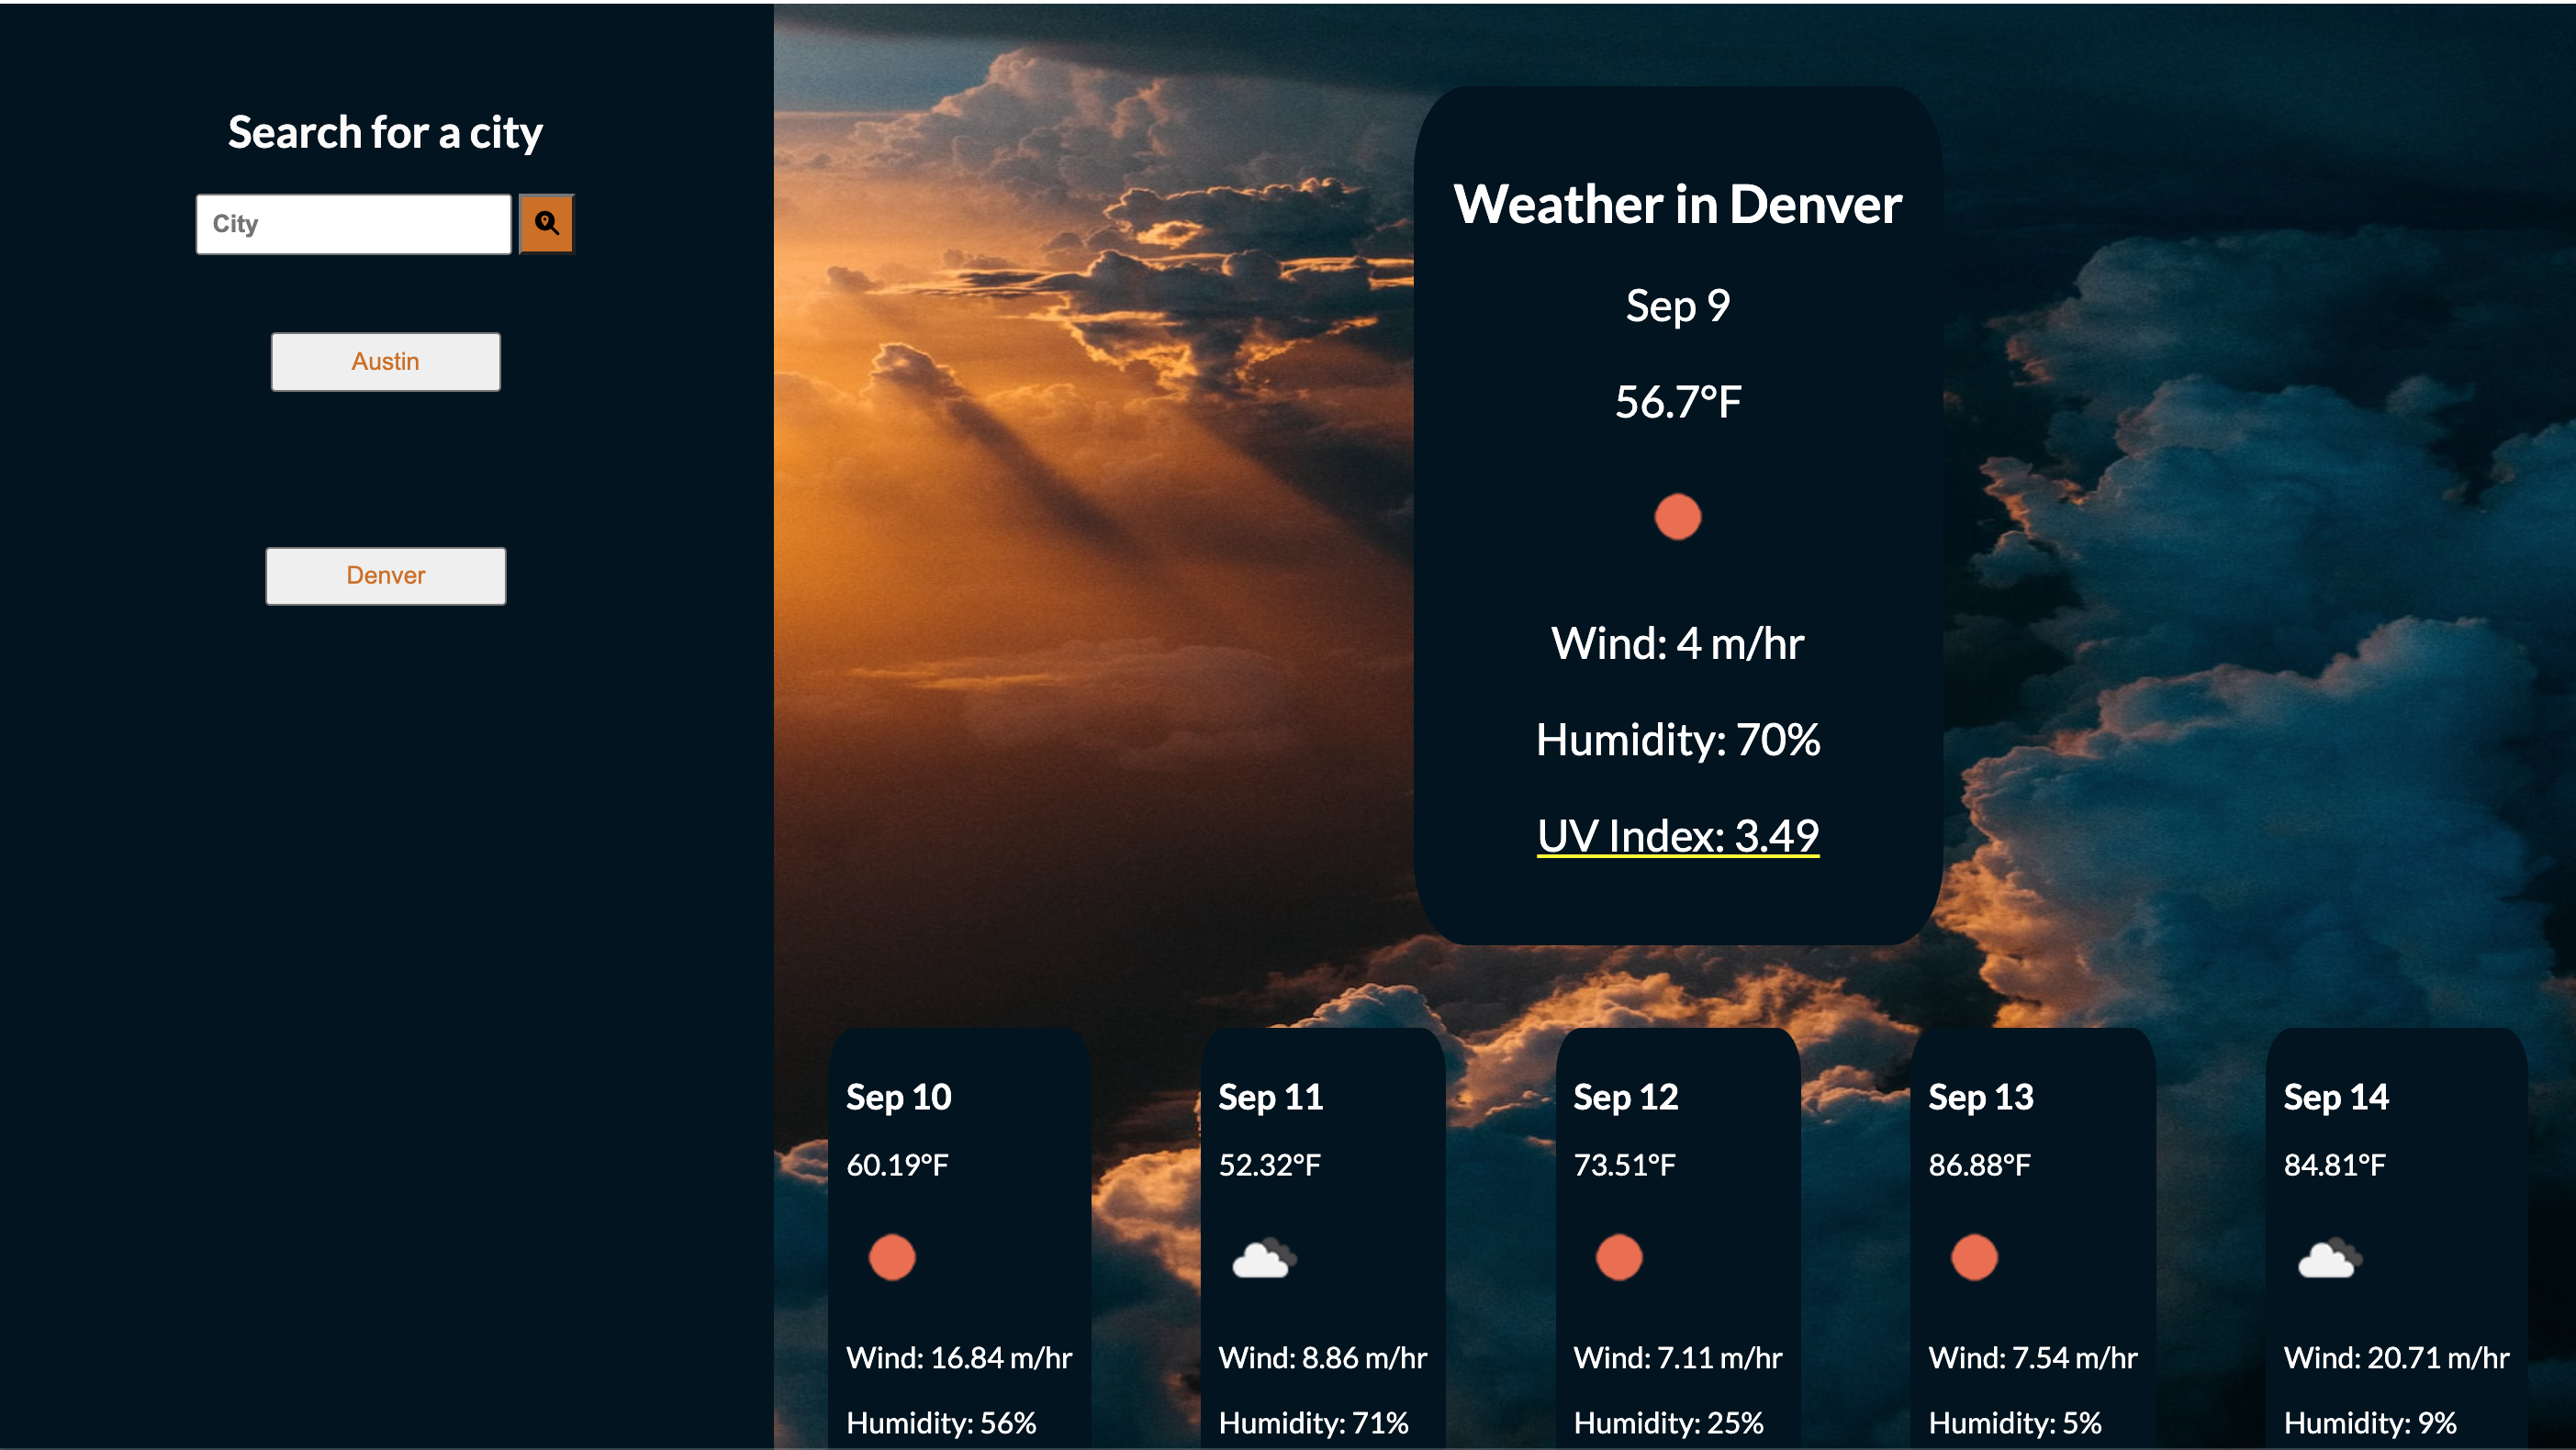 Search for a city
City
Austin
Denver
Weather in Denver
Sep 9
56.7°F
Wind: 4 m/hr
Humidity: 70%
UV Index: 3.49
Sep 10
60.19°F
Wind: 16.84 m/hr
Humidity: 56%
Sep 11
52.32°F
Wind: 8.86 m/hr
Humidity: 71%
Sep 12
73.51°F
Wind: 7.11 m/hr
Humidity: 25%
Sep 13
86.88°F
Wind: 7.54 m/hr
Humidity: 5%
Sep 14
84.81°F
Wind: 20.71 m/hr
Humidity: 9%